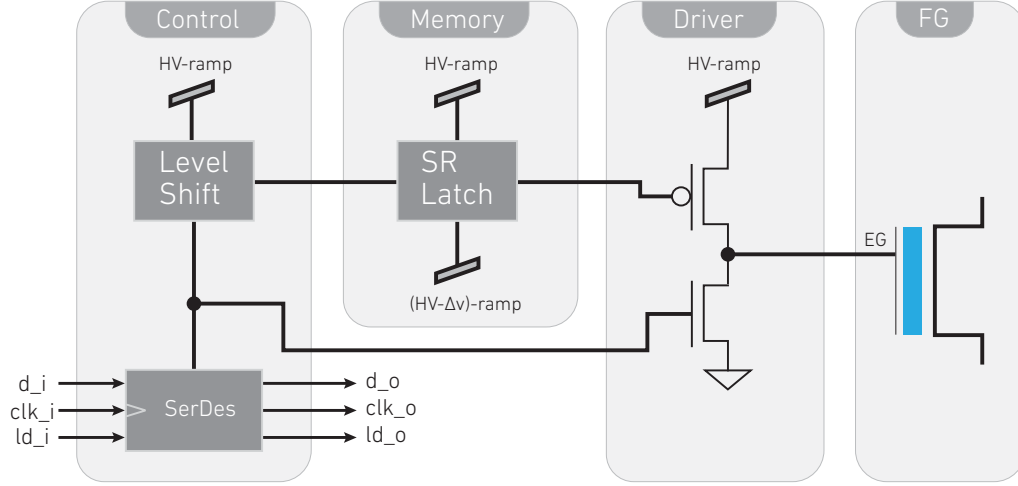 Control
Memory
Driver
FG
HV-ramp
HV-ramp
HV-ramp
Level
Shift
SR
Latch
EG
(HV-Δv)-ramp
d_i
clk_i
ld_i
SerDes
d_o
clk_o
ld_o